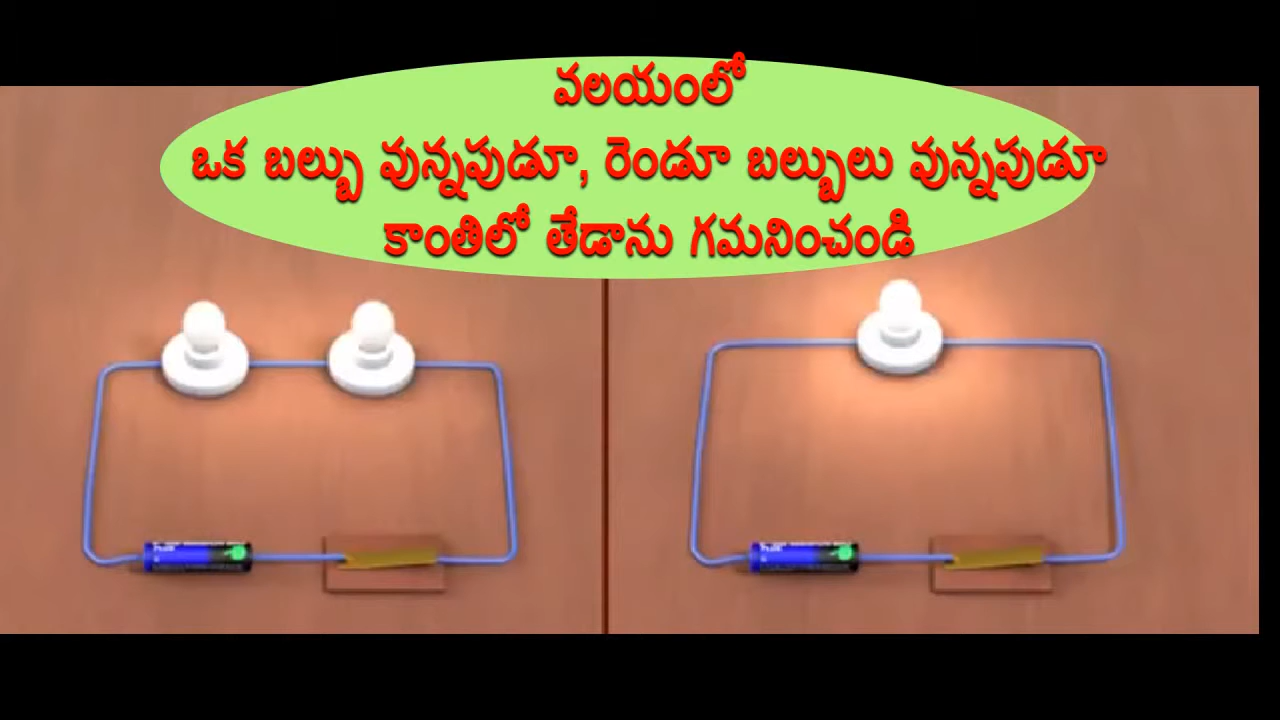 వలయంలో
ఒక బల్బు వున్నపుడూ, రెండూ బల్బులు వున్నపుడూ
కాంతిలో తేడాను గమనించండి